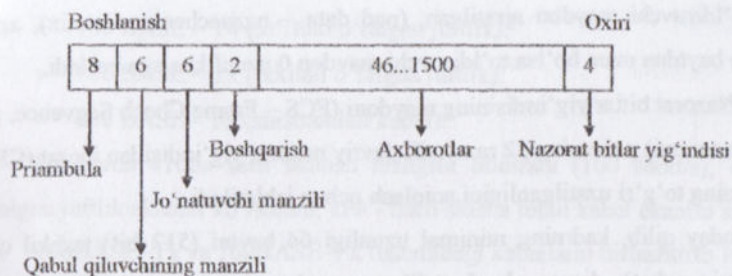 Boshlanish
Oxiri
8 6 6 2 46...1500 4
Boshqarish Axborotlar Nazorat bitlar yig‘indisi
Priambula
Jo‘natuvchi manzili
Qabul qiluvchining manzili